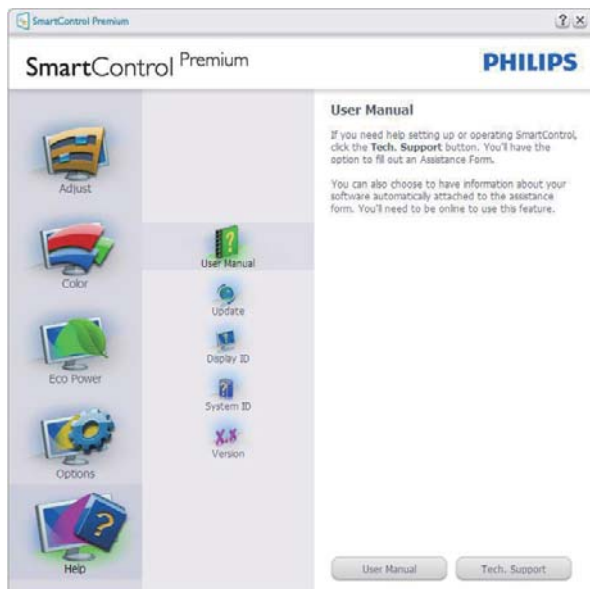 SmartControl Premium
SmartControl Premium
PHILIPS
Adjust
Color
Eco Power
Options
Help
User Manual
Update
Display ID
System ID
X.X
Version
User Manual
If you need help setting up or operating SmartControl,
click the Tech. Support button. You'll have the
option to fill out an Assistance Form.
You can also choose to have information about your
software automatically attached to the assistance
form. You'll need to be online to use this feature.
User Manual
Tech. Support